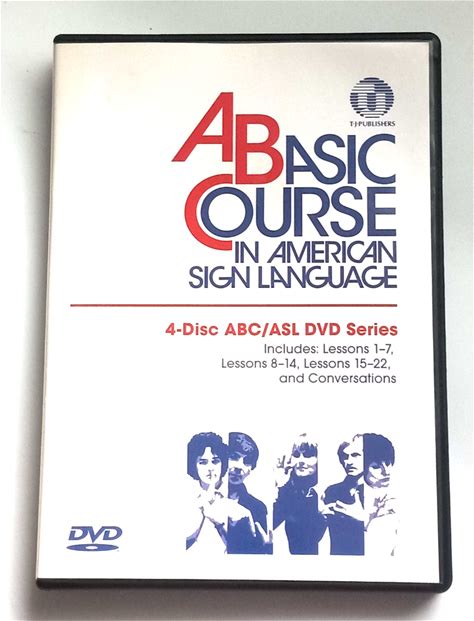 T·J·PUBLISHERS
A BASIC
COURSE
IN AMERICAN
SIGN LANGUAGE
4-Disc ABC/ASL DVD Series
Includes: Lessons 1–7,
Lessons 8–14, Lessons 15–22,
and Conversations
DVD